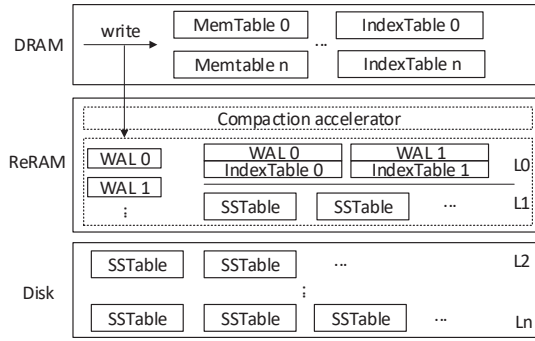 MemTable 0 IndexTable 0
write ...
DRAM
Memtable n IndexTable n
Compaction accelerator
WAL 0 WAL 0 WAL 1 L0
ReRAM IndexTable 0 IndexTable 1
WAL 1
... SSTable SSTable ... L1
SSTable SSTable ... L2
...
Disk
SSTable SSTable SSTable ... Ln